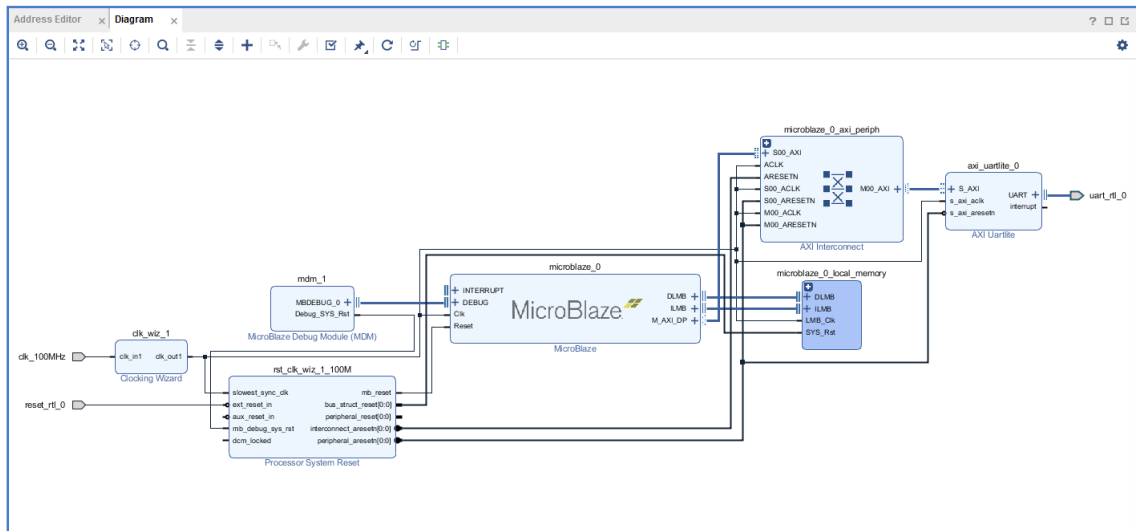 Address Editor
Diagram
microblaze_0_axi_periph
S00_AXI
ACLK
ARESETN
S00_ACLK
M00_AXI
S00_ARESETN
M00_ACLK
M00_ARESETN
AXI Interconnect
axi_uartlite_0
S_AXI
UART
s_axi_aclk
interrupt
s_axi_aresetn
AXI Uartlite
uart_rtl_0
mdm_1
MBDEBUG_0
Debug_SYS_Rst
MicroBlaze Debug Module (MDM)
microblaze_0
INTERRUPT
DEBUG
Clk
Reset
MicroBlaze
DLMB
ILMB
M_AXI_DP
MicroBlaze
microblaze_0_local_memory
DLMB
ILMB
LMB_Clk
SYS_Rst
clk_wiz_1
clk_100MHz
clk_in1 clk_out1
Clocking Wizard
reset_rtl_0
rst_clk_wiz_1_100M
slowest_sync_clk mb_reset
ext_reset_in bus_struct_reset[0:0]
aux_reset_in peripheral_reset[0:0]
mb_debug_sys_rst interconnect_aresetn[0:0]
dcm_locked peripheral_aresetn[0:0]
Processor System Reset